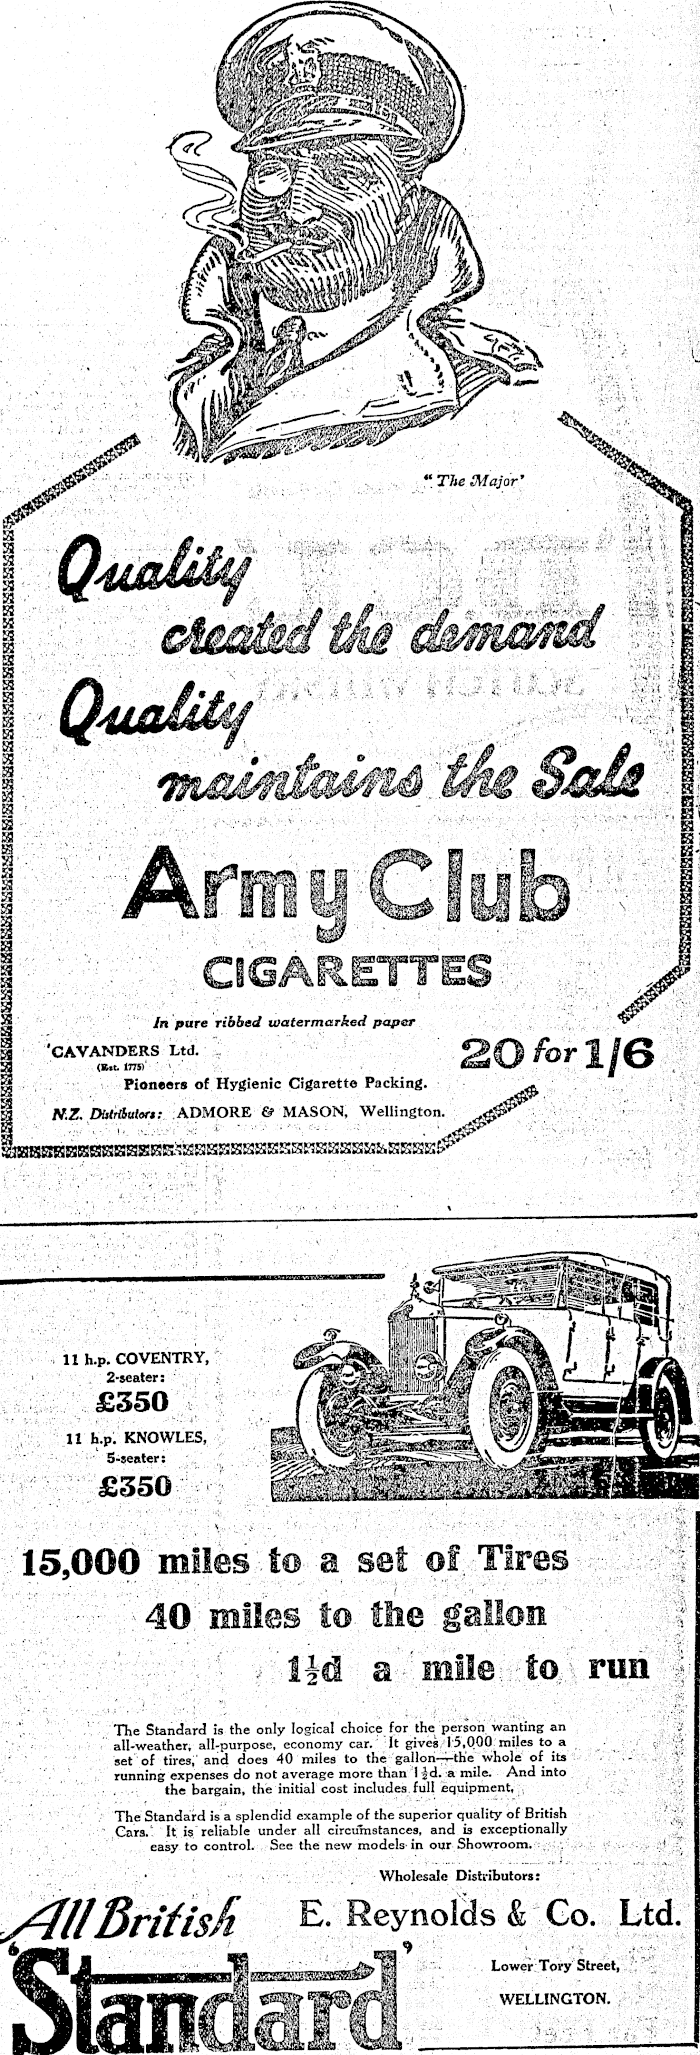 “The Major’
Quality
created the demand
Quality
maintains the Sale
Army Club
CIGARETTES
In pure ribbed watermarked paper
'CAVANDERS Ltd.
(Est. 1775)
20 for 1/6
Pioneers of Hygienic Cigarette Packing.
N.Z. Distributors: ADMORE & MASON, Wellington.
11 h.p. COVENTRY,
2-seater:
£350
11 h.p. KNOWLES,
5-seater:
£350
15,000 miles to a set of Tires
40 miles to the gallon
1½d a mile to run
The Standard is the only logical choice for the person wanting an
all-weather, all-purpose, economy car. It gives 15,000 miles to a
set of tires, and does 40 miles to the gallon—the whole of its
running expenses do not average more than 1½d. a mile. And into
the bargain, the initial cost includes full equipment.
The Standard is a splendid example of the superior quality of British
Cars. It is reliable under all circumstances, and is exceptionally
easy to control. See the new models in our Showroom.
Wholesale Distributors:
All British
E. Reynolds & Co. Ltd.
‘Standard’
Lower Tory Street,
WELLINGTON.